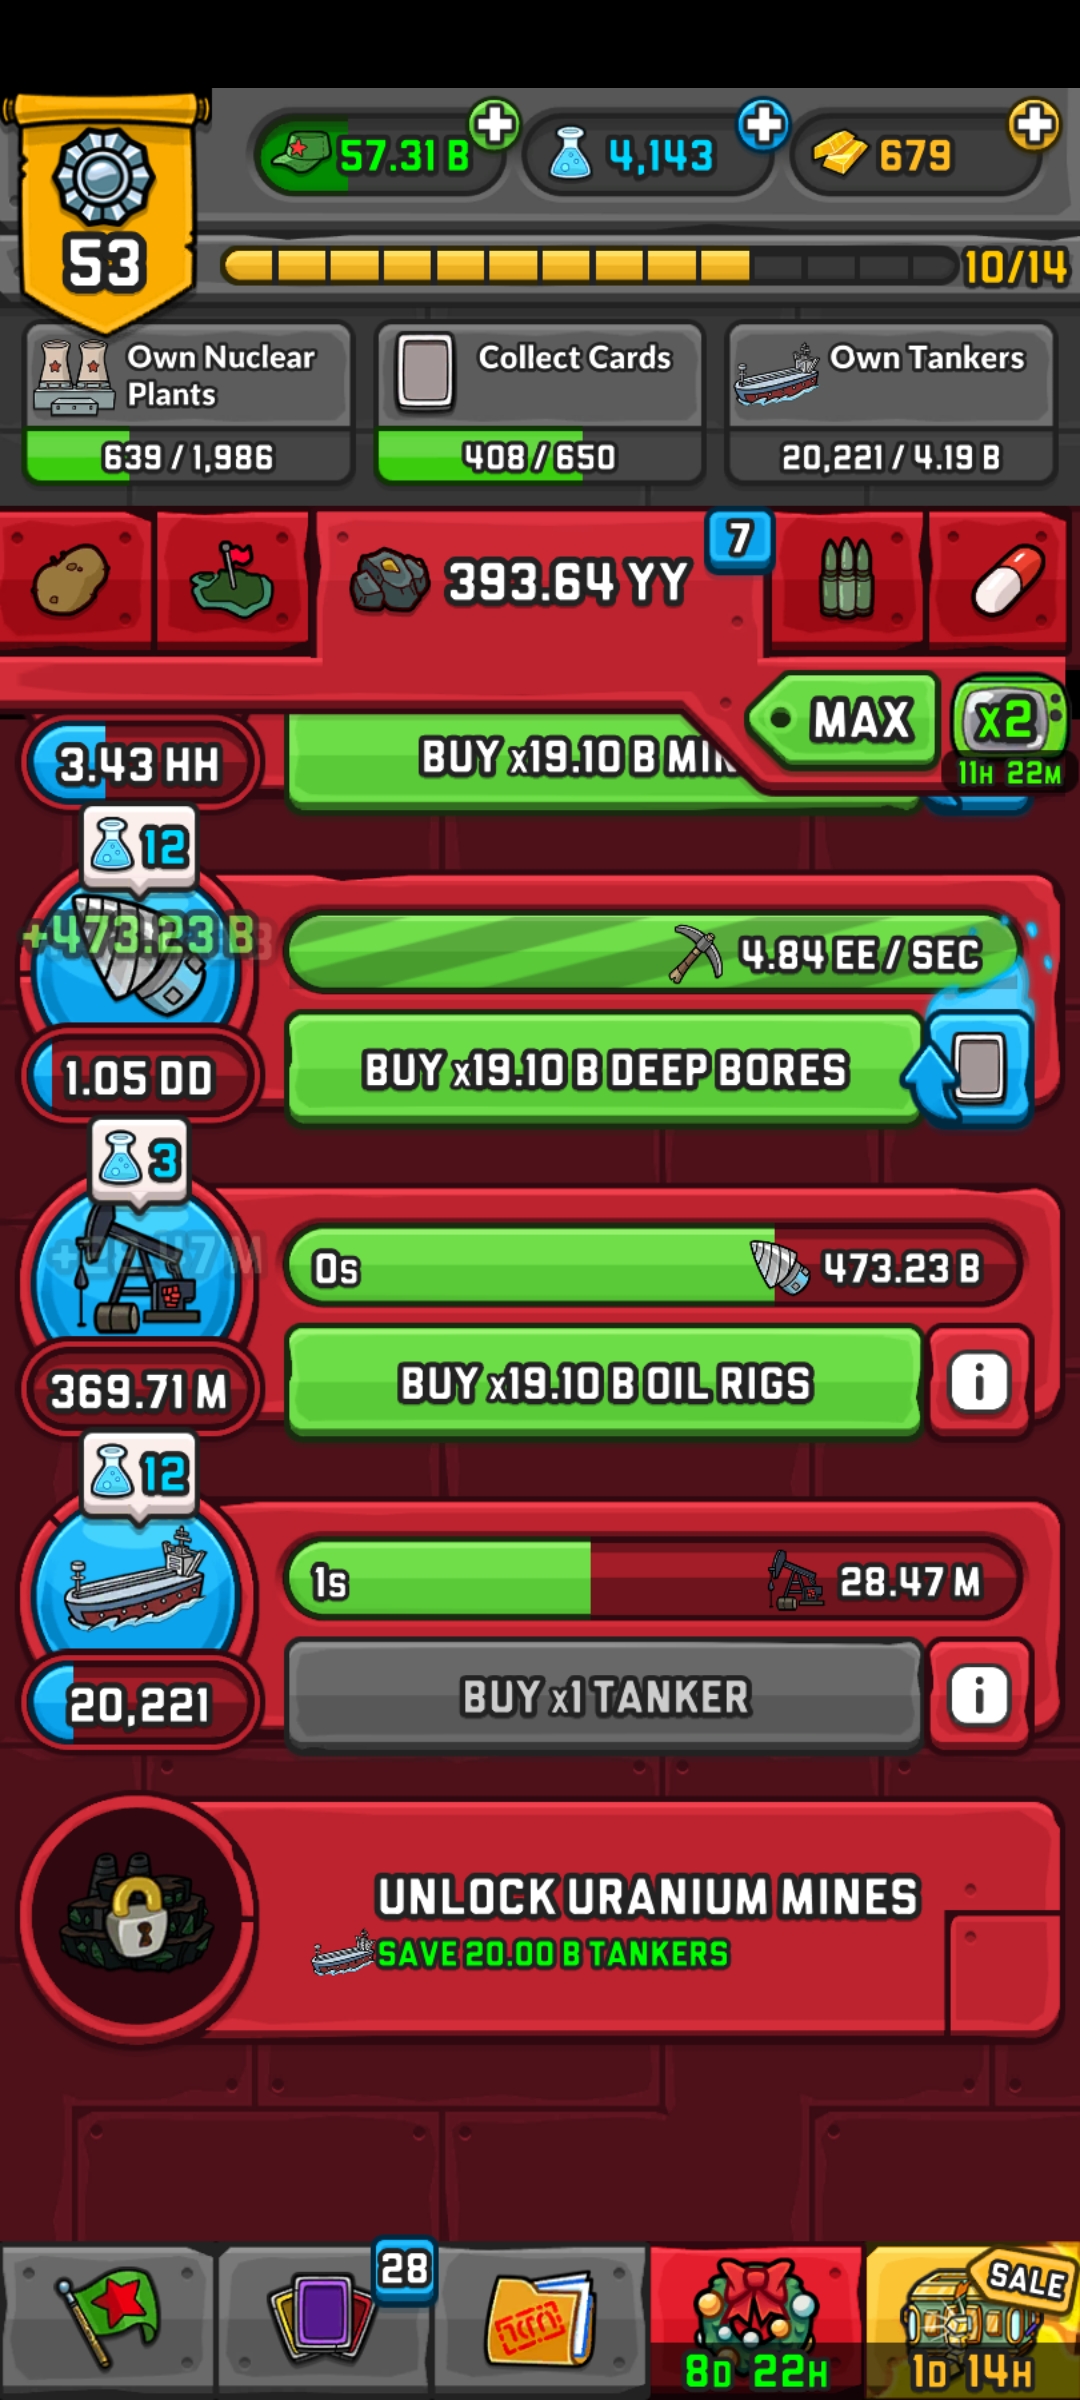 57.31 B
4,143
679
53
10/14
Own Nuclear
Plants
639 / 1,986
Collect Cards
408 / 650
Own Tankers
20,221 / 4.19 B
393.64 YY
7
MAX
x2
11H 22M
3.43 HH
BUY x19.10 B
12
+473.23 B
4.84 EE / SEC
1.05 DD
BUY x19.10 B DEEP BORES
3
+28.47 M
0s
473.23 B
369.71 M
BUY x19.10 B OIL RIGS
i
12
1s
28.47 M
20,221
BUY x1 TANKER
i
UNLOCK URANIUM MINES
SAVE 20.00 B TANKERS
28
8D 22H
SALE
1D 14H